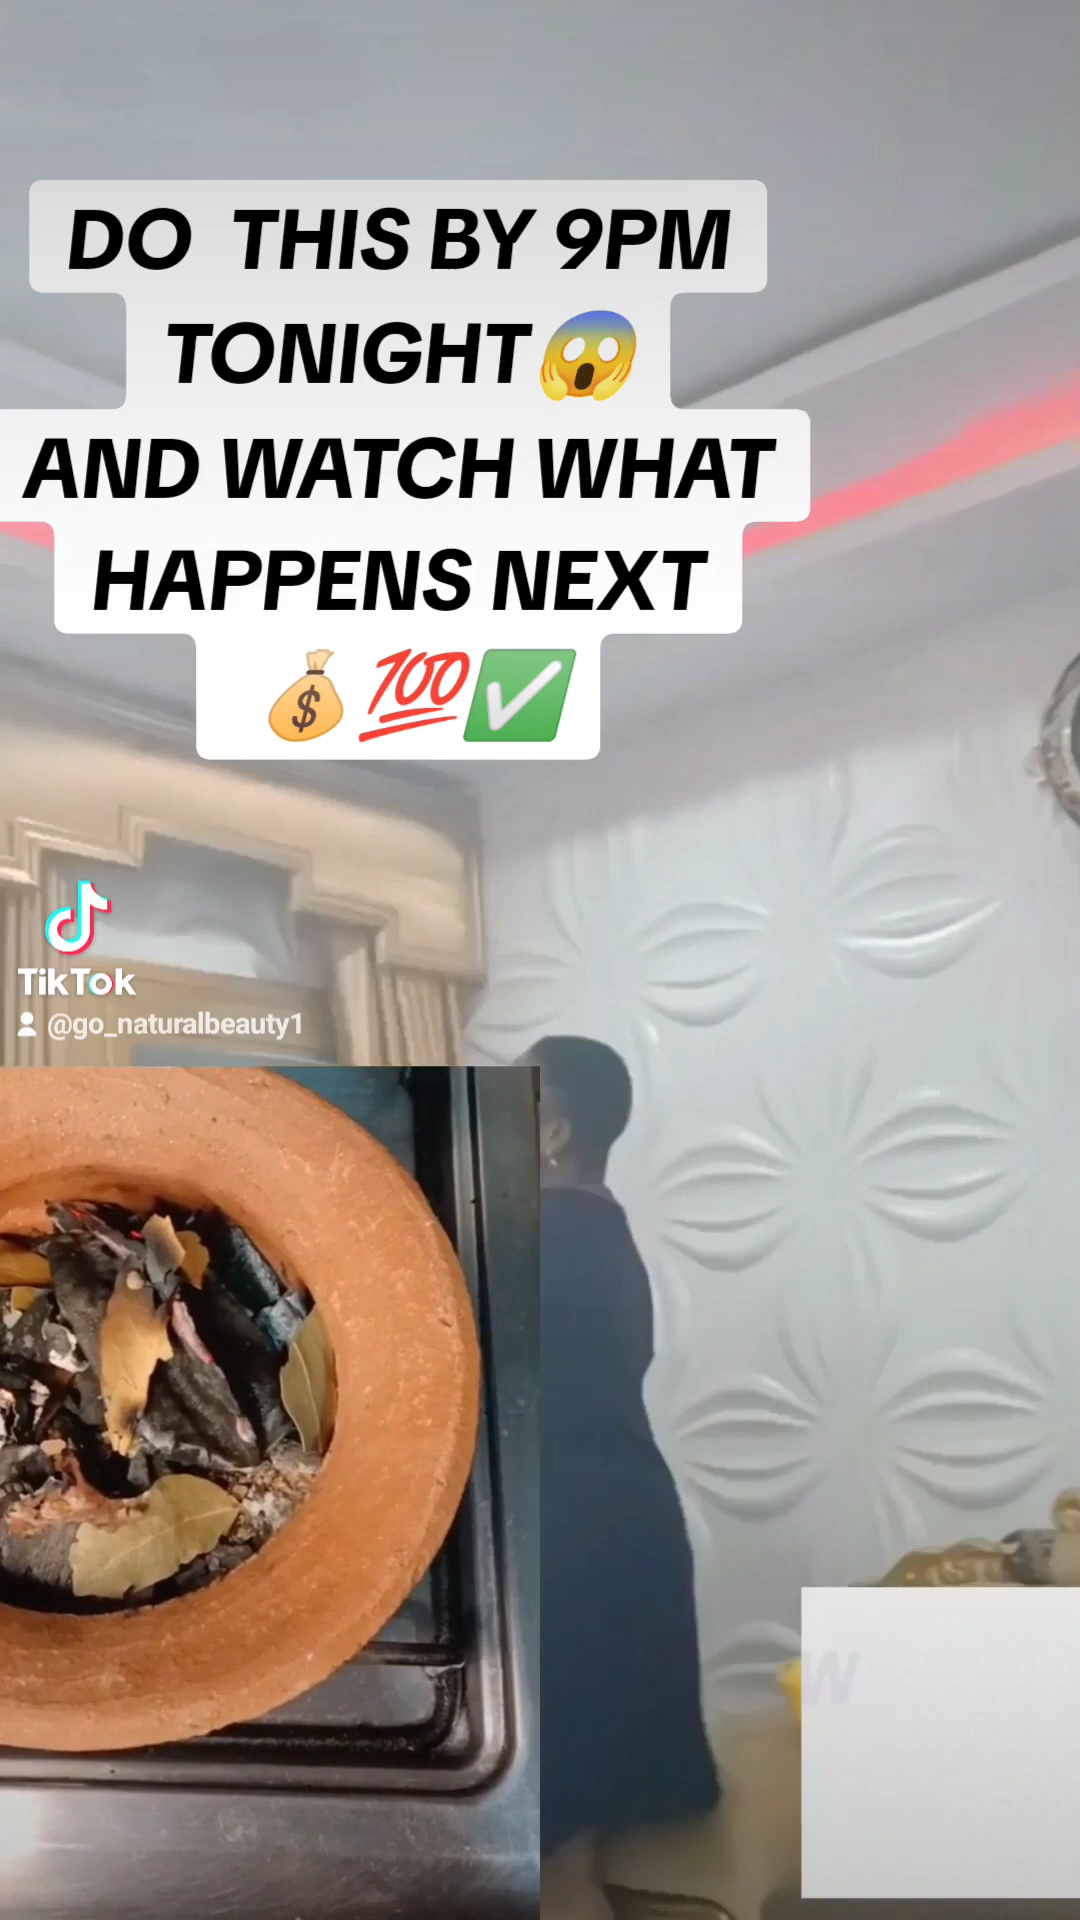 DO THIS BY 9PM
TONIGHT😱
AND WATCH WHAT
HAPPENS NEXT
💰💯✅
TikTok
@go_naturalbeauty1
W